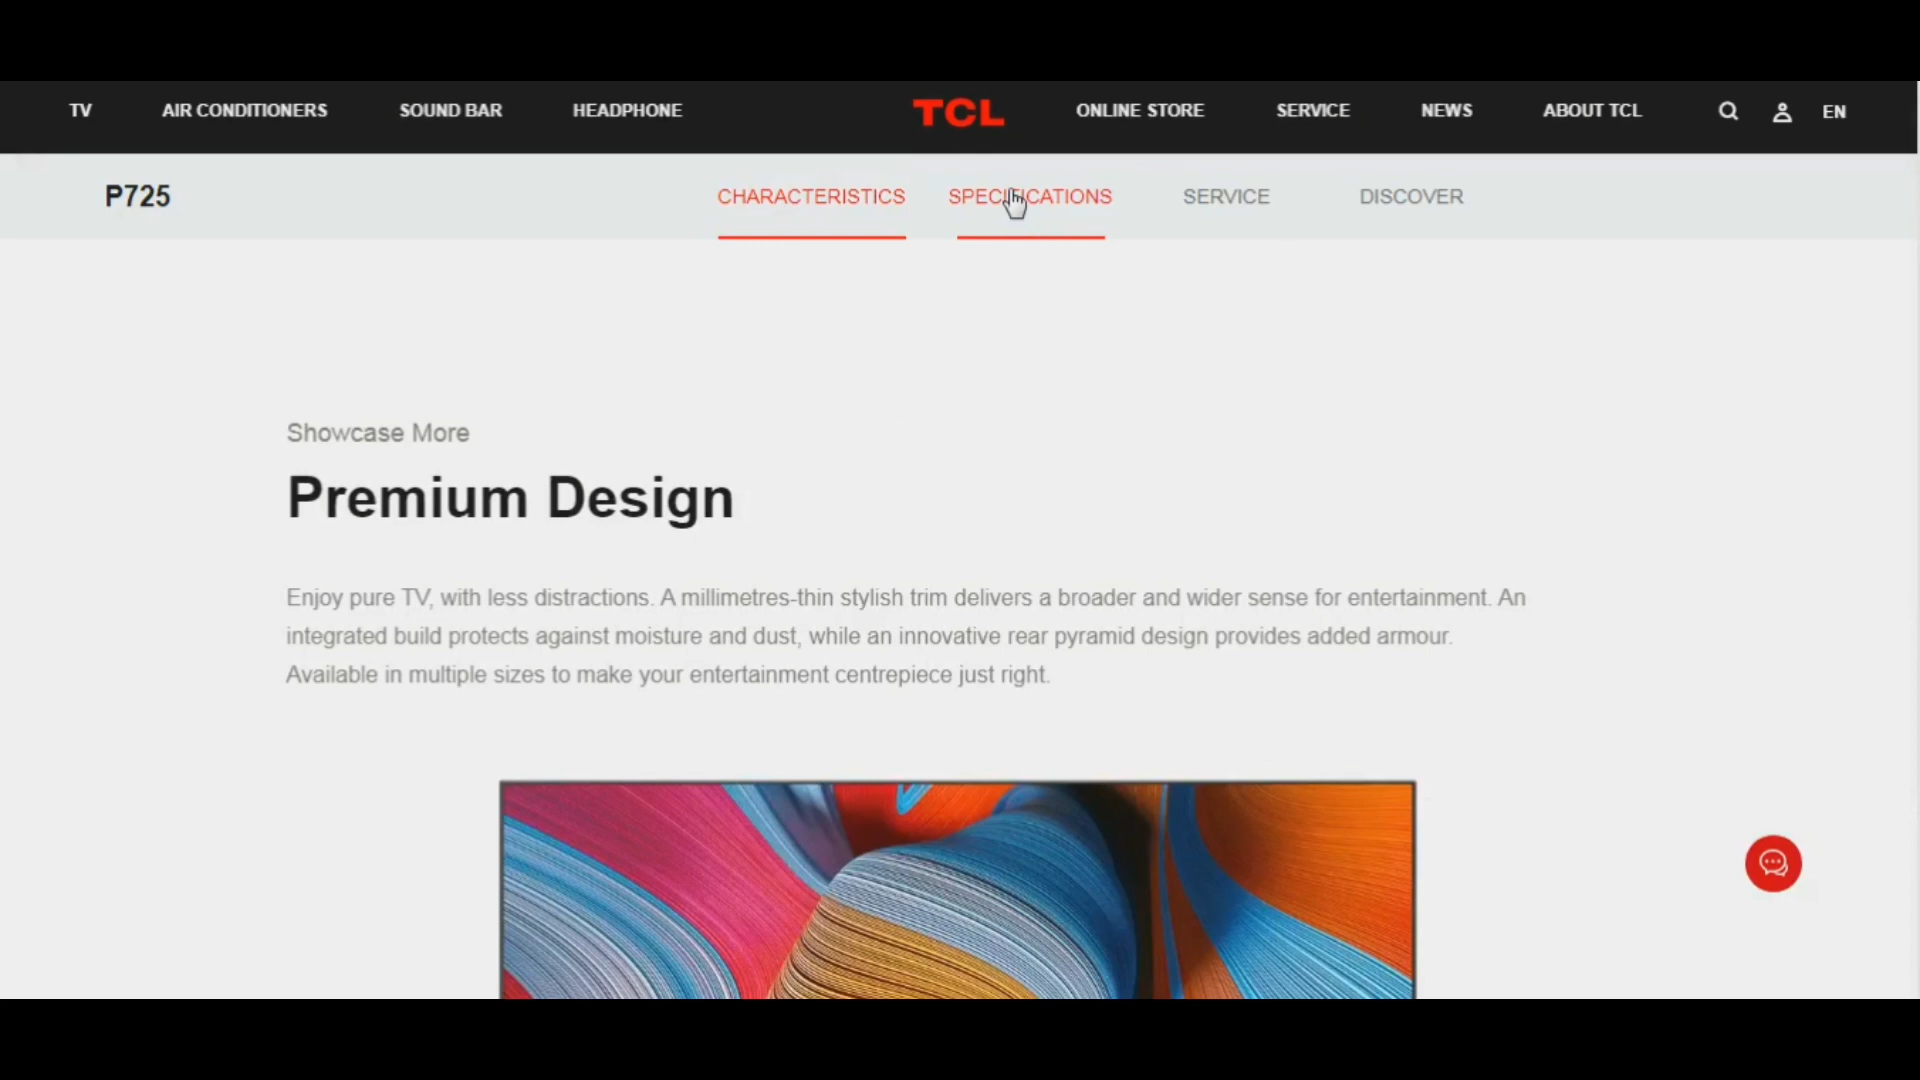 TV AIR CONDITIONERS SOUND BAR HEADPHONE TCL ONLINE STORE SERVICE NEWS ABOUT TCL EN
P725 CHARACTERISTICS SPECIFICATIONS SERVICE DISCOVER
Showcase More
Premium Design
Enjoy pure TV, with less distractions. A millimetres-thin stylish trim delivers a broader and wider sense for entertainment. An
integrated build protects against moisture and dust, while an innovative rear pyramid design provides added armour.
Available in multiple sizes to make your entertainment centrepiece just right.